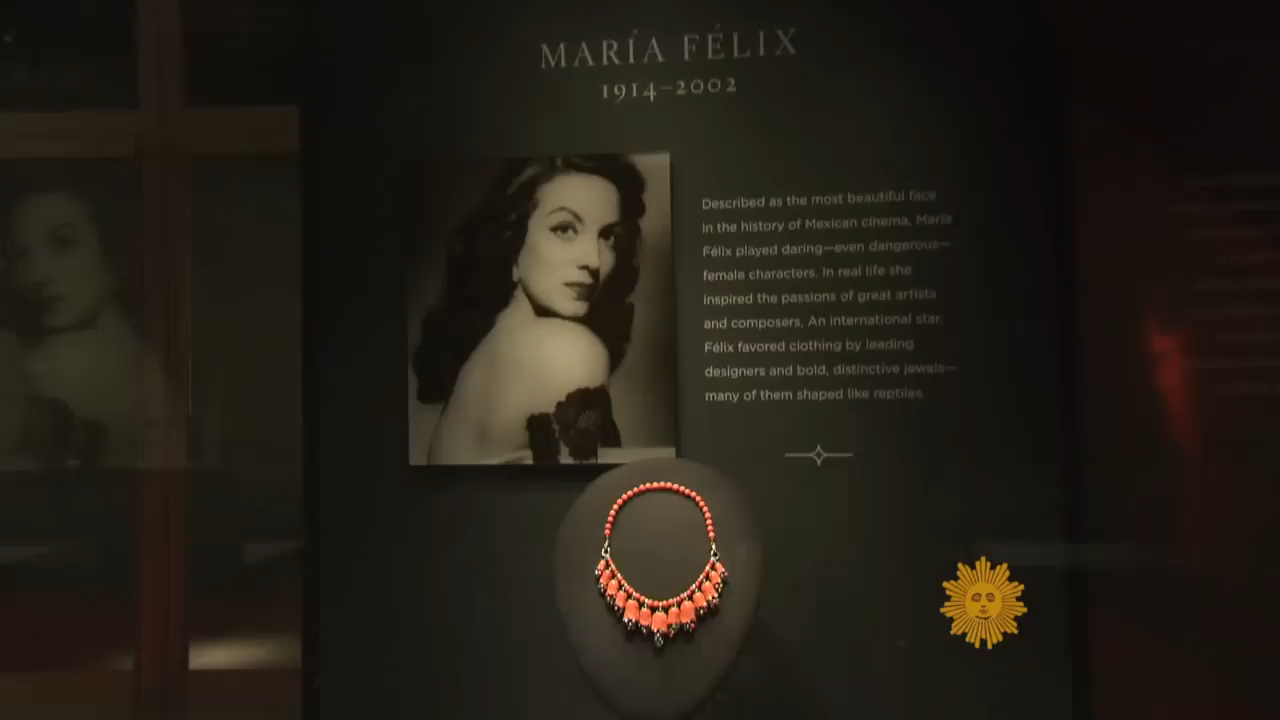 MARÍA FÉLIX
1914–2002
Described as the most beautiful face
in the history of Mexican cinema, María
Félix played daring—even dangerous—
female characters. In real life she
inspired the passions of great artists
and composers. An international star,
Félix favored clothing by leading
designers and bold, distinctive jewels—
many of them shaped like reptiles.